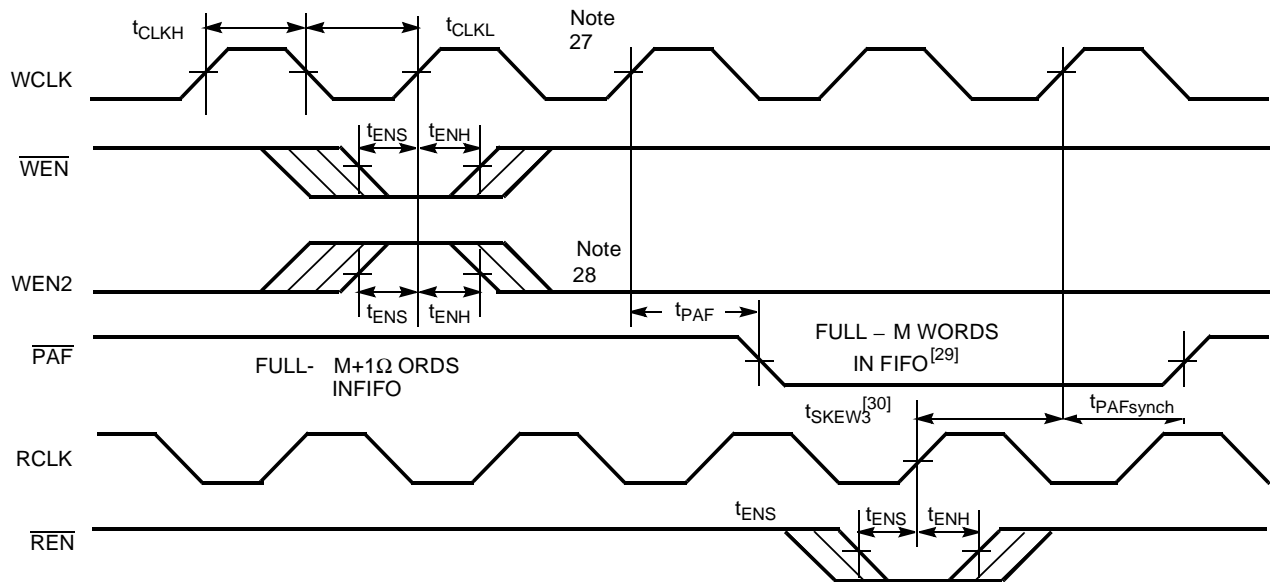 tCLKH
tCLKL
Note
27
WCLK
tENS
tENH
WEN
Note
28
WEN2
tENS
tENH
tPAF
PAF
FULL- M+1Ω ORDS
INFIFO
FULL – M WORDS
IN FIFO[29]
tSKEW3[30]
tPAFsynch
RCLK
tENS
tENS
tENH
REN